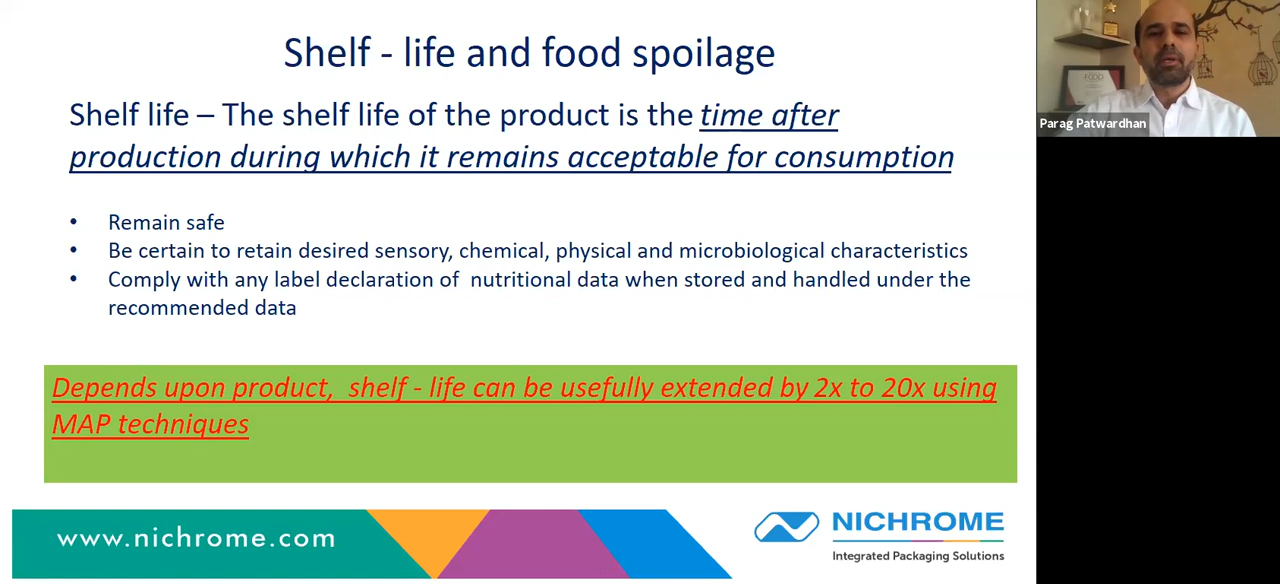 Shelf - life and food spoilage
Shelf life – The shelf life of the product is the time after
production during which it remains acceptable for consumption
• Remain safe
• Be certain to retain desired sensory, chemical, physical and microbiological characteristics
• Comply with any label declaration of nutritional data when stored and handled under the
recommended data
Depends upon product, shelf - life can be usefully extended by 2x to 20x using
MAP techniques
www.nichrome.com
NICHROME
Integrated Packaging Solutions
Parag Patwardhan